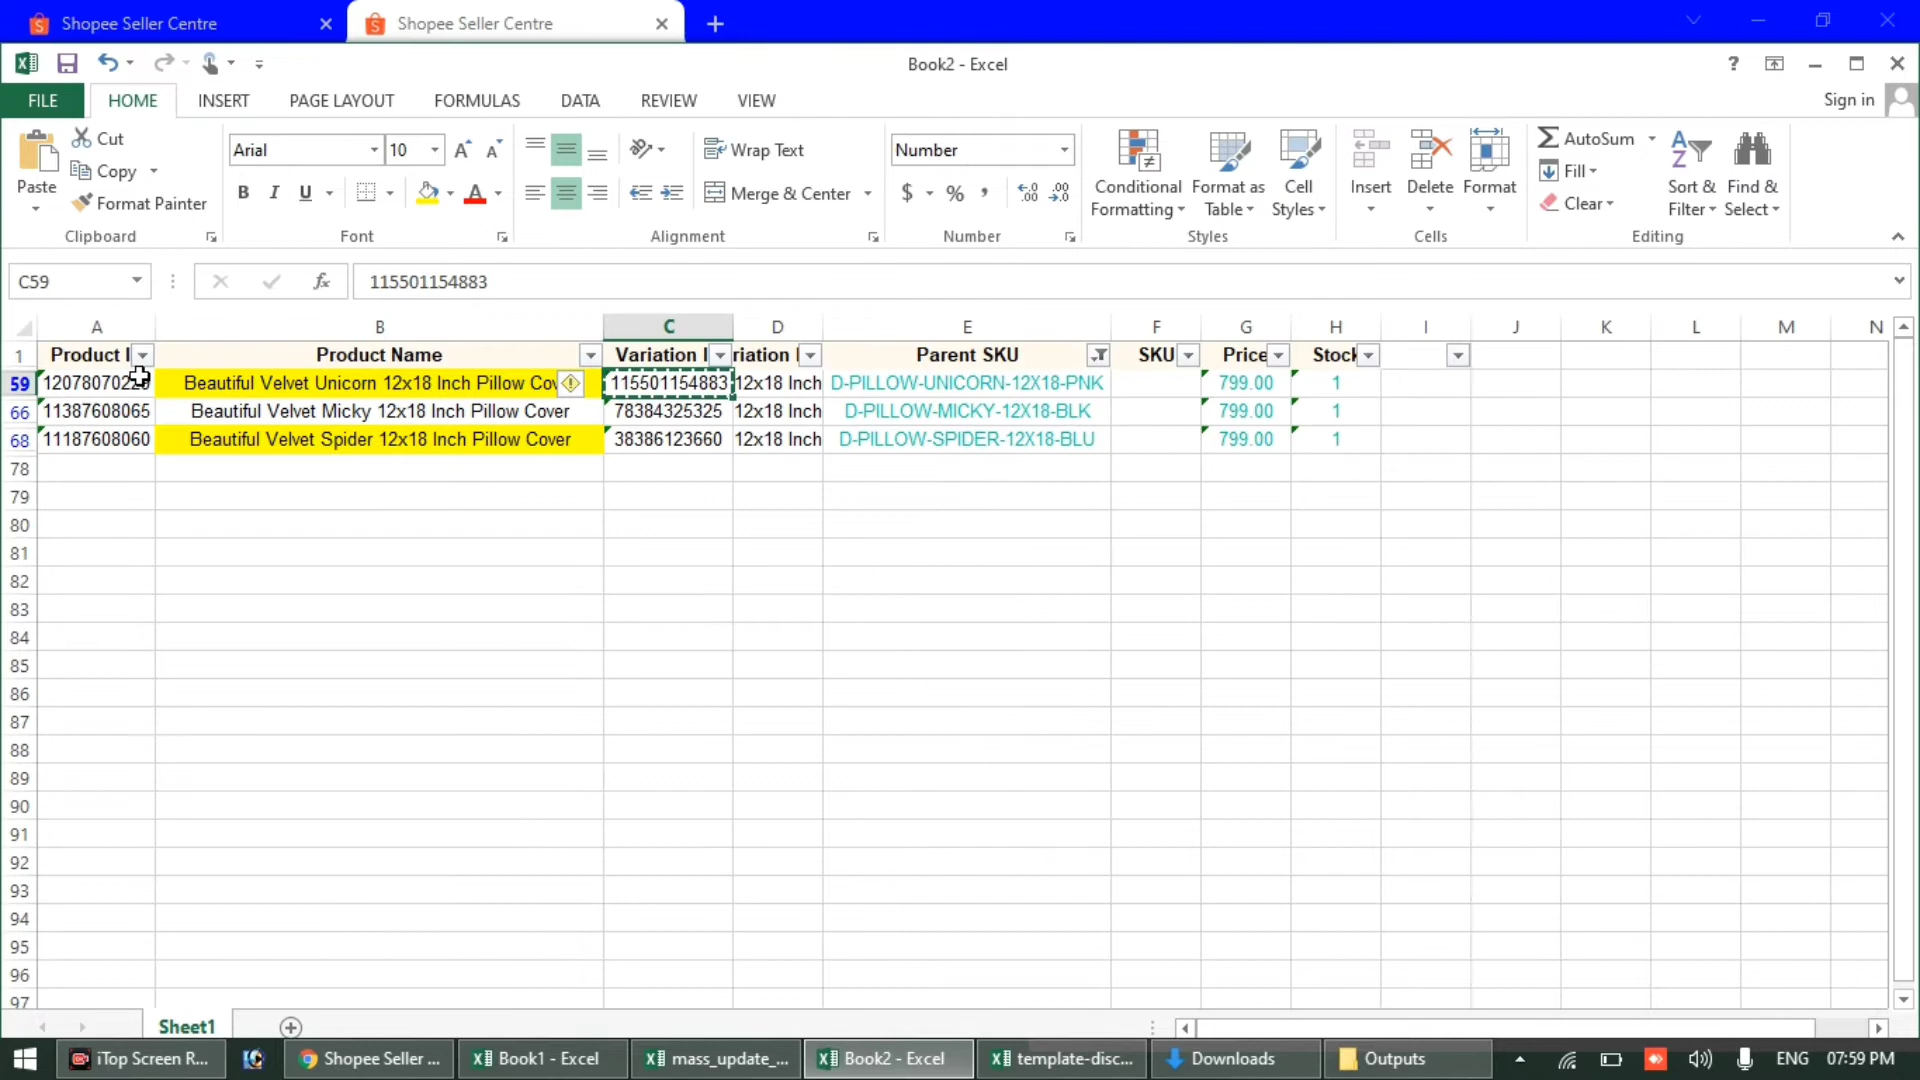 Shopee Seller Centre
Shopee Seller Centre
Book2 - Excel
FILE HOME INSERT PAGE LAYOUT FORMULAS DATA REVIEW VIEW
Sign in
Paste
Cut
Copy
Format Painter
Clipboard
Arial 10
B I U
Font
Wrap Text
Merge & Center
Alignment
Number
$ % ,
Number
Conditional Formatting
Format as Table
Cell Styles
Styles
Insert Delete Format
Cells
AutoSum
Fill
Clear
Sort & Filter
Find & Select
Editing
C59 fx 115501154883
A B C D E F G H I J K L M N
1 Product I Product Name Variation I riation Parent SKU SKU Price Stock
59 Beautiful Velvet Unicorn 12x18 Inch Pillow Cov 115501154883 12x18 Inch D-PILLOW-UNICORN-12X18-PNK 799.00 1
66 11387608065 Beautiful Velvet Micky 12x18 Inch Pillow Cover 78384325325 12x18 Inch D-PILLOW-MICKY-12X18-BLK 799.00 1
68 11187608060 Beautiful Velvet Spider 12x18 Inch Pillow Cover 38386123660 12x18 Inch D-PILLOW-SPIDER-12X18-BLU 799.00 1
78
79
80
81
82
83
84
85
86
87
88
89
90
91
92
93
94
95
96
97
Sheet1
iTop Screen R... Shopee Seller ... Book1 - Excel mass_update_... Book2 - Excel template-disc... Downloads Outputs ENG 07:59 PM